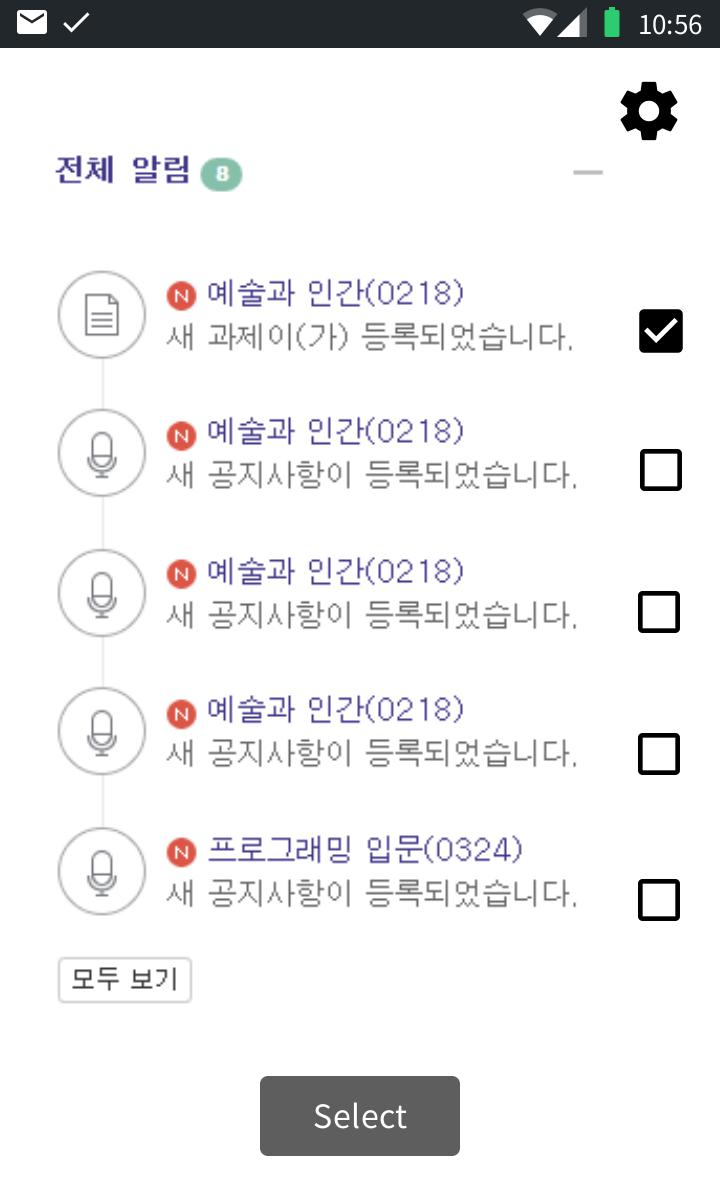 10:56
전체 알림 8
N 예술과 인간(0218)
새 과제이(가) 등록되었습니다.
N 예술과 인간(0218)
새 공지사항이 등록되었습니다.
N 예술과 인간(0218)
새 공지사항이 등록되었습니다.
N 예술과 인간(0218)
새 공지사항이 등록되었습니다.
N 프로그래밍 입문(0324)
새 공지사항이 등록되었습니다.
모두 보기
Select